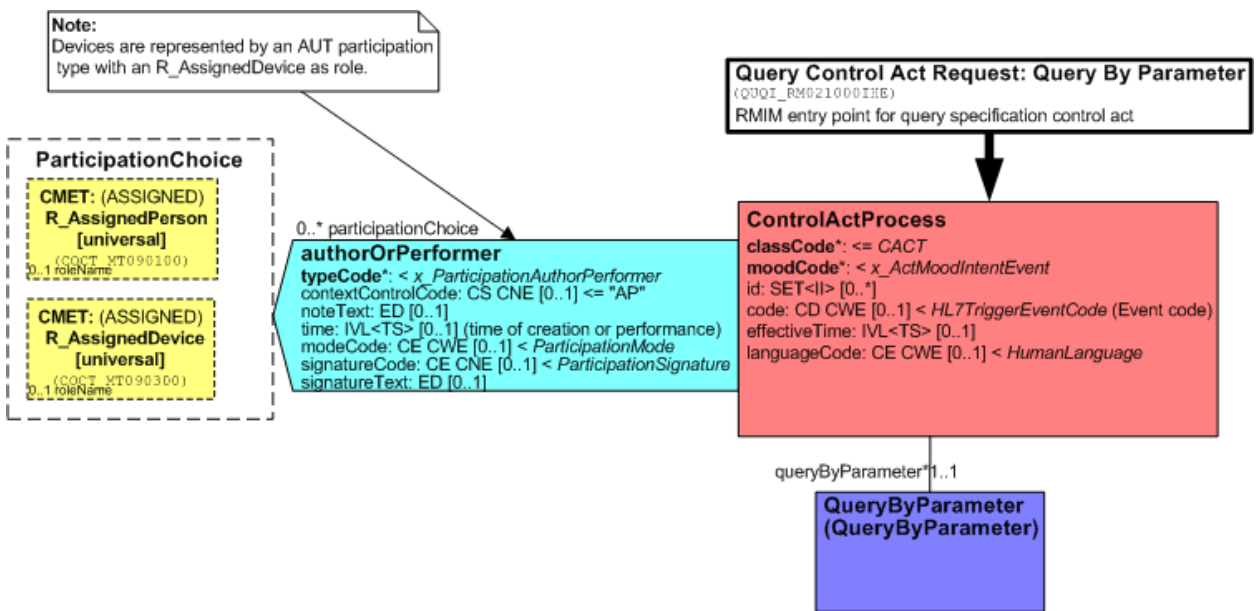 Note:
Devices are represented by an AUT participation
type with an R_AssignedDevice as role.
Query Control Act Request: Query By Parameter
(QUQI_RM021000IHE)
RMIM entry point for query specification control act
ParticipationChoice
CMET: (ASSIGNED)
R_AssignedPerson
[universal]
(COCT_MT090100)
0..1 roleName
CMET: (ASSIGNED)
R_AssignedDevice
[universal]
(COCT_MT090300)
0..1 roleName
0..* participationChoice
authorOrPerformer
typeCode*: < x_ParticipationAuthorPerformer
contextControlCode: CS CNE [0..1] <= "AP"
noteText: ED [0..1]
time: IVL<TS> [0..1] (time of creation or performance)
modeCode: CE CWE [0..1] < ParticipationMode
signatureCode: CE CNE [0..1] < ParticipationSignature
signatureText: ED [0..1]
ControlActProcess
classCode*: <= CACT
moodCode*: < x_ActMoodIntentEvent
id: SET<II> [0..*]
code: CD CWE [0..1] < HL7TriggerEventCode (Event code)
effectiveTime: IVL<TS> [0..1]
languageCode: CE CWE [0..1] < HumanLanguage
queryByParameter*1..1
QueryByParameter
(QueryByParameter)